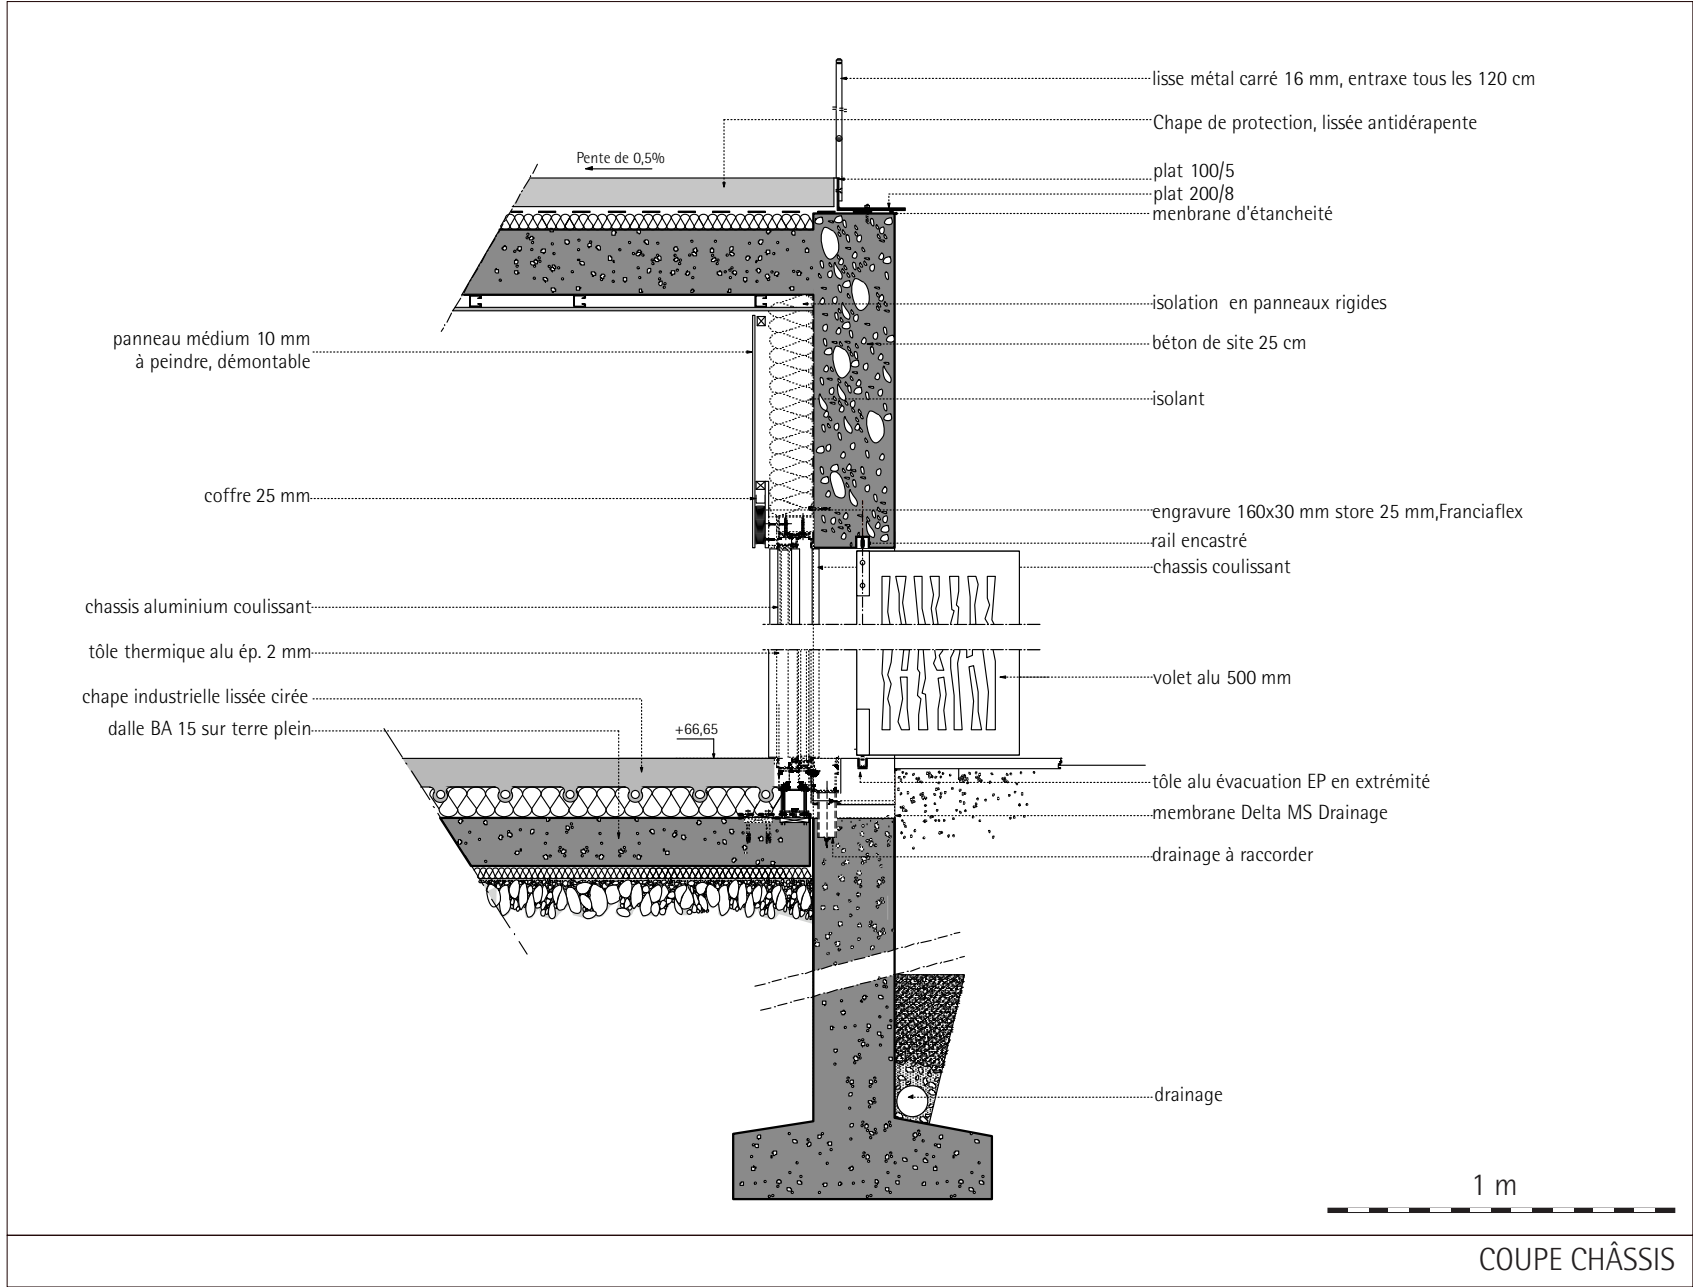 lisse métal carré 16 mm, entraxe tous les 120 cm
Chape de protection, lissée antidérapente
Pente de 0,5%
plat 100/5
plat 200/8
menbrane d'étancheité
isolation en panneaux rigides
panneau médium 10 mm
à peindre, démontable
béton de site 25 cm
isolant
coffre 25 mm
engravure 160x30 mm store 25 mm,Franciaflex
rail encastré
chassis coulissant
chassis aluminium coulissant
tôle thermique alu ép. 2 mm
volet alu 500 mm
chape industrielle lissée cirée
dalle BA 15 sur terre plein
+66,65
tôle alu évacuation EP en extrémité
membrane Delta MS Drainage
drainage à raccorder
drainage
1 m
COUPE CHÂSSIS